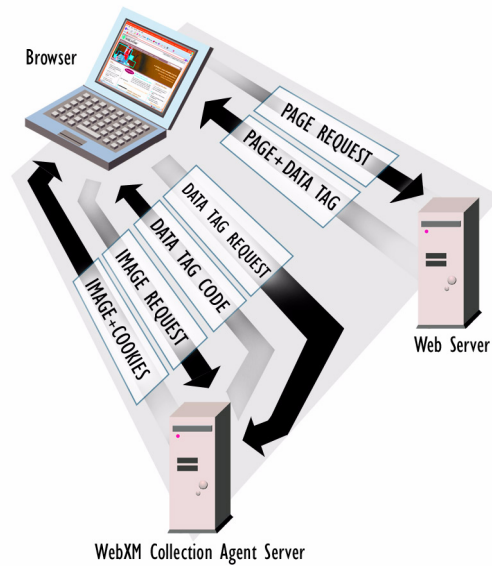 Browser
PAGE REQUEST
PAGE+DATA TAG
DATA TAG REQUEST
DATA TAG CODE
IMAGE REQUEST
IMAGE+COOKIES
Web Server
WebXM Collection Agent Server